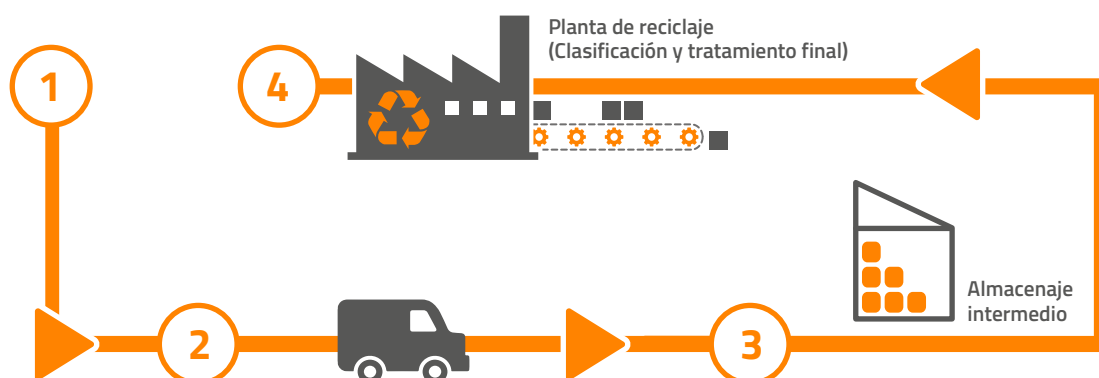 1
4
Planta de reciclaje
(Clasificación y tratamiento final)
Almacenaje
intermedio
2
3